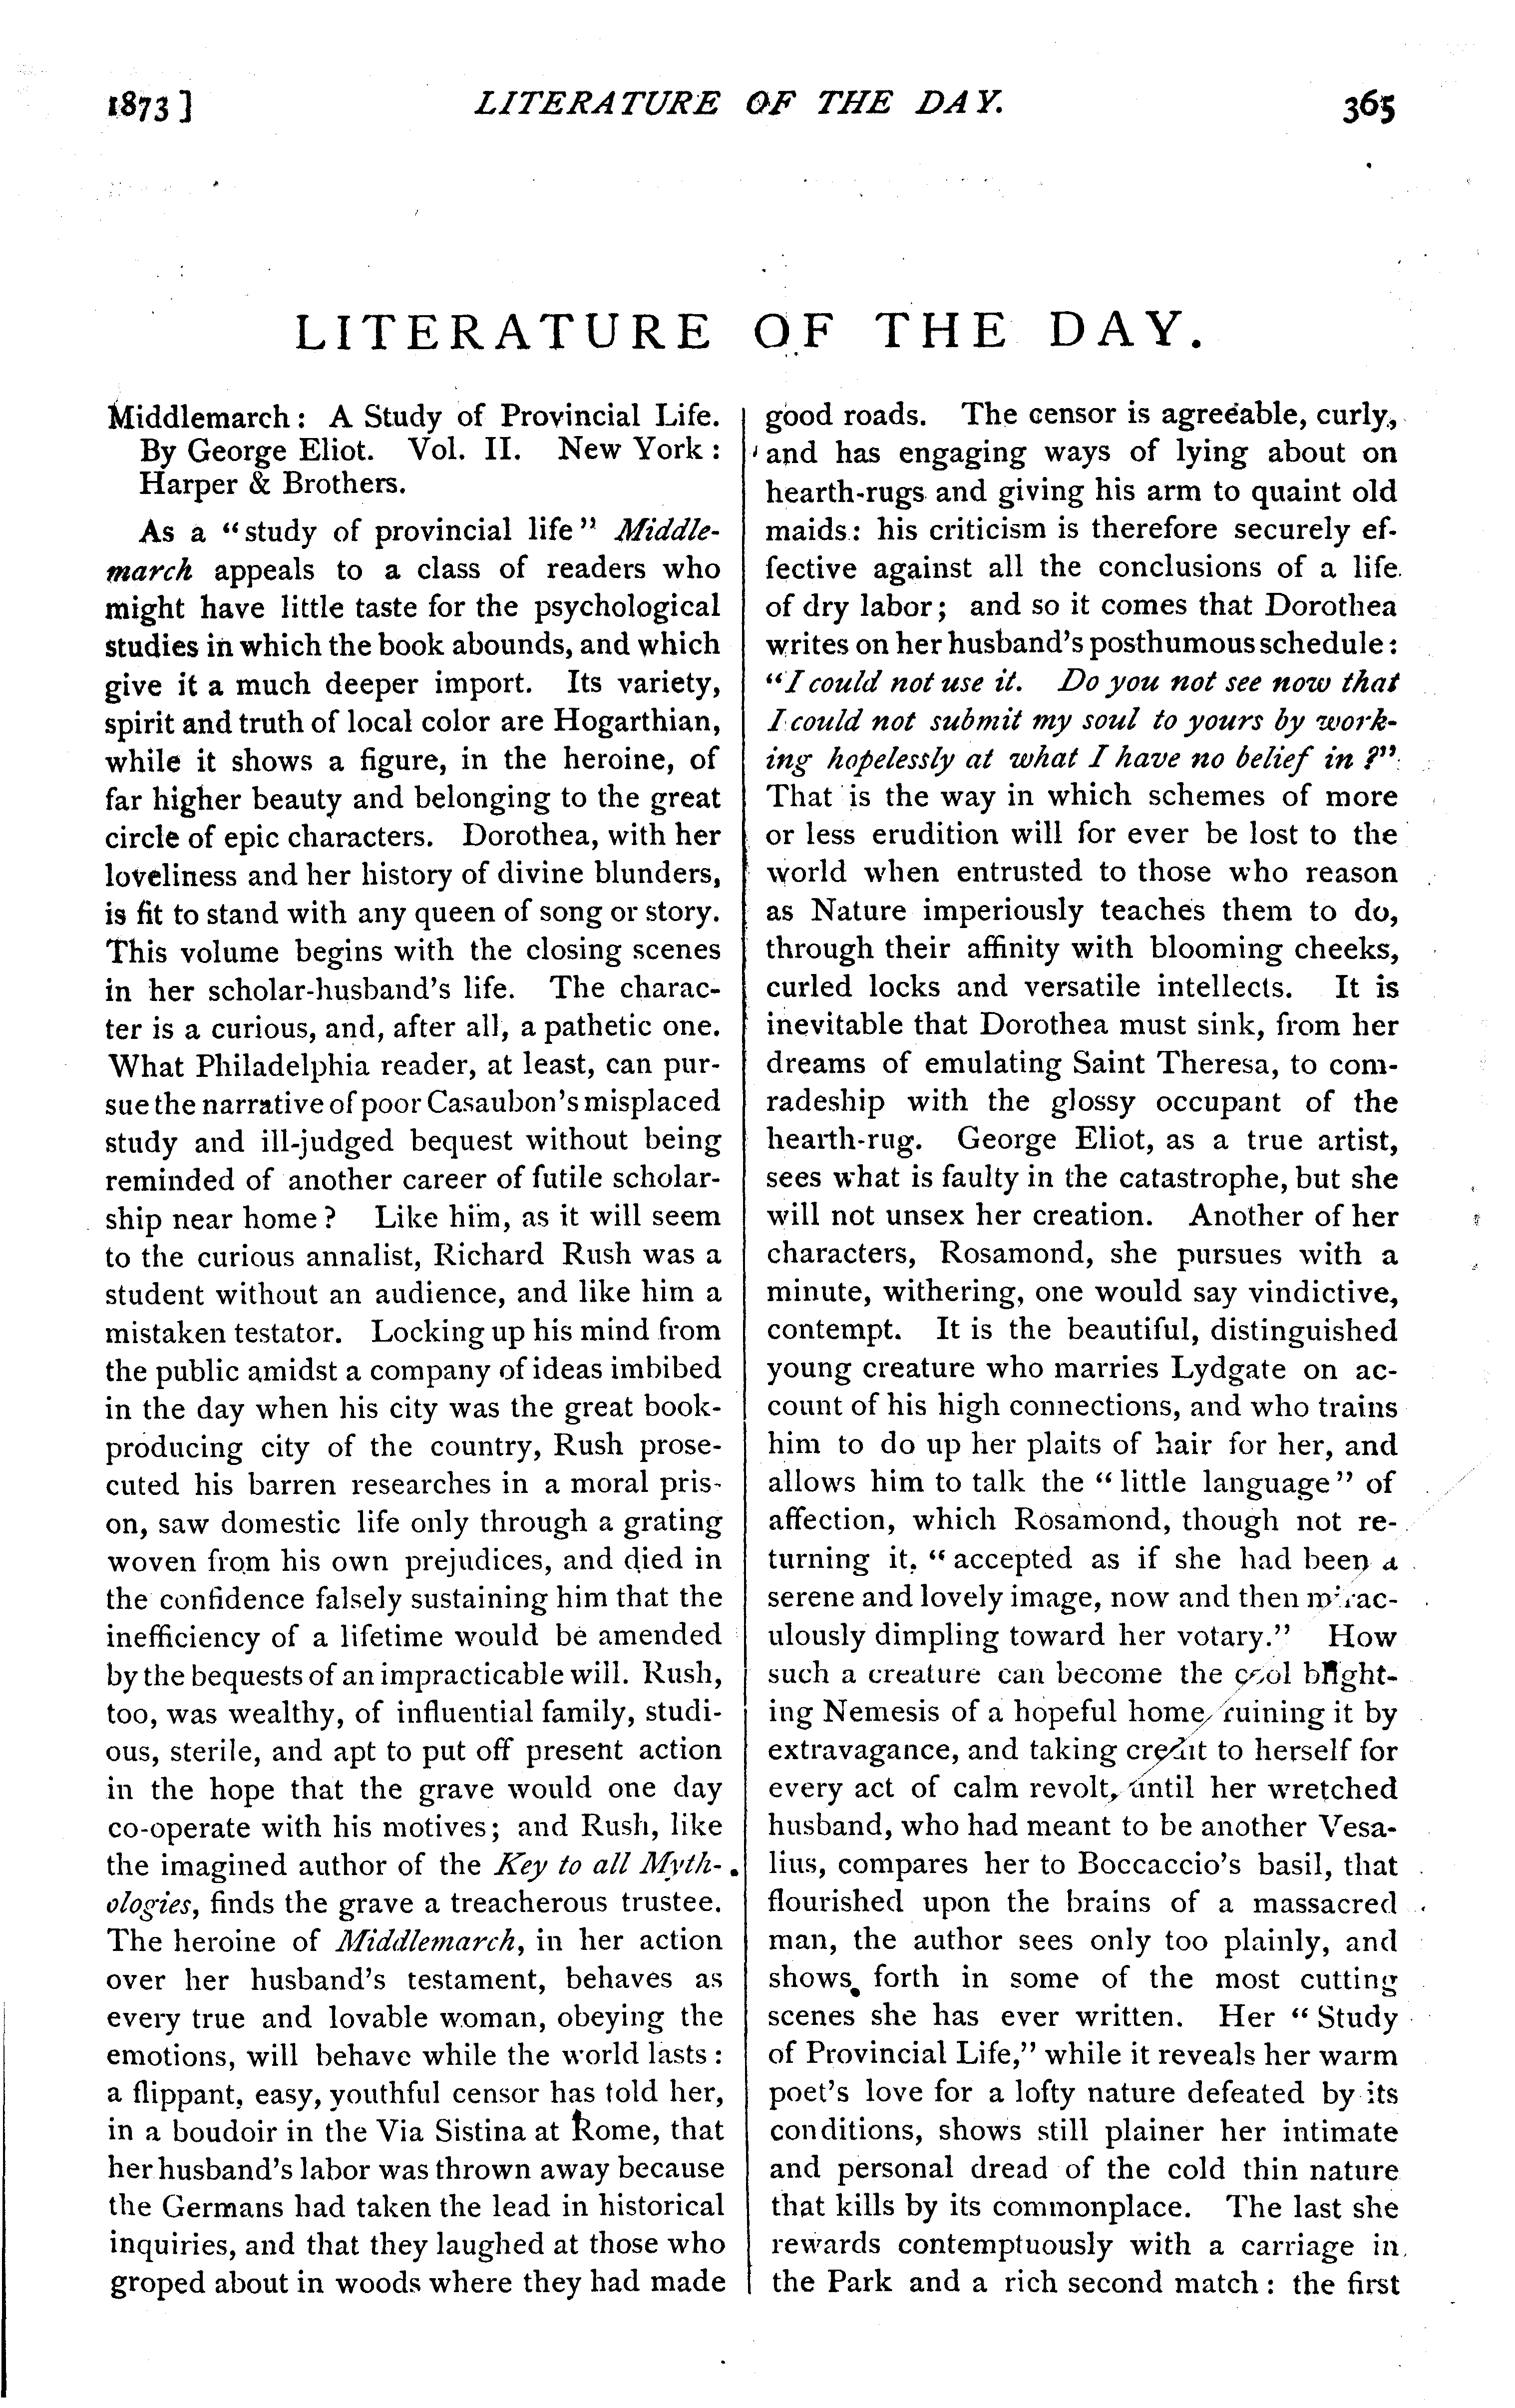 1873 ] LITERATURE OF THE DAY. 365
LITERATURE OF THE DAY.
Middlemarch: A Study of Provincial Life.
By George Eliot. Vol. II. New York:
Harper & Brothers.
As a “study of provincial life” Middle-
march appeals to a class of readers who
might have little taste for the psychological
studies in which the book abounds, and which
give it a much deeper import. Its variety,
spirit and truth of local color are Hogarthian,
while it shows a figure, in the heroine, of
far higher beauty and belonging to the great
circle of epic characters. Dorothea, with her
loveliness and her history of divine blunders,
is fit to stand with any queen of song or story.
This volume begins with the closing scenes
in her scholar-husband's life. The charac-
ter is a curious, and, after all, a pathetic one.
What Philadelphia reader, at least, can pur-
sue the narrative of poor Casaubon's misplaced
study and ill-judged bequest without being
reminded of another career of futile scholar-
ship near home? Like him, as it will seem
to the curious annalist, Richard Rush was a
student without an audience, and like him a
mistaken testator. Locking up his mind from
the public amidst a company of ideas imbibed
in the day when his city was the great book-
producing city of the country, Rush prose-
cuted his barren researches in a moral pris-
on, saw domestic life only through a grating
woven from his own prejudices, and died in
the confidence falsely sustaining him that the
inefficiency of a lifetime would be amended
by the bequests of an impracticable will. Rush,
too, was wealthy, of influential family, studi-
ous, sterile, and apt to put off present action
in the hope that the grave would one day
co-operate with his motives; and Rush, like
the imagined author of the Key to all Myth-
ologies, finds the grave a treacherous trustee.
The heroine of Middlemarch, in her action
over her husband's testament, behaves as
every true and lovable woman, obeying the
emotions, will behave while the world lasts:
a flippant, easy, youthful censor has told her,
in a boudoir in the Via Sistina at Rome, that
her husband's labor was thrown away because
the Germans had taken the lead in historical
inquiries, and that they laughed at those who
groped about in woods where they had made
good roads. The censor is agreeable, curly,
and has engaging ways of lying about on
hearth-rugs and giving his arm to quaint old
maids: his criticism is therefore securely ef-
fective against all the conclusions of a life
of dry labor; and so it comes that Dorothea
writes on her husband's posthumous schedule:
“I could not use it. Do you not see now that
I could not submit my soul to yours by work-
ing hopelessly at what I have no belief in?”
That is the way in which schemes of more
or less erudition will for ever be lost to the
world when entrusted to those who reason
as Nature imperiously teaches them to do,
through their affinity with blooming cheeks,
curled locks and versatile intellects. It is
inevitable that Dorothea must sink, from her
dreams of emulating Saint Theresa, to com-
radeship with the glossy occupant of the
hearth-rug. George Eliot, as a true artist,
sees what is faulty in the catastrophe, but she
will not unsex her creation. Another of her
characters, Rosamond, she pursues with a
minute, withering, one would say vindictive,
contempt. It is the beautiful, distinguished
young creature who marries Lydgate on ac-
count of his high connections, and who trains
him to do up her plaits of hair for her, and
allows him to talk the “little language” of
affection, which Rosamond, though not re-
turning it, “accepted as if she had been a
serene and lovely image, now and then mirac-
ulously dimpling toward her votary.” How
such a creature can become the cool blight-
ing Nemesis of a hopeful home, ruining it by
extravagance, and taking credit to herself for
every act of calm revolt, until her wretched
husband, who had meant to be another Vesa-
lius, compares her to Boccaccio's basil, that
flourished upon the brains of a massacred
man, the author sees only too plainly, and
shows forth in some of the most cutting
scenes she has ever written. Her “Study
of Provincial Life,” while it reveals her warm
poet's love for a lofty nature defeated by its
conditions, shows still plainer her intimate
and personal dread of the cold thin nature
that kills by its commonplace. The last she
rewards contemptuously with a carriage in
the Park and a rich second match: the first